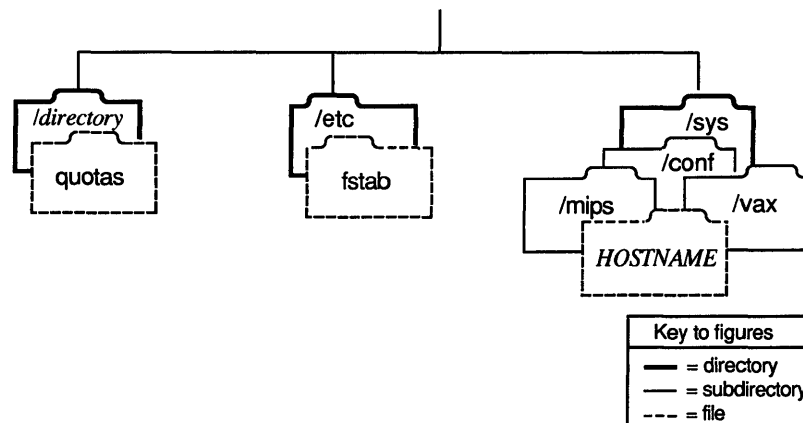 /directory
quotas
/etc
fstab
/sys
/conf
/mips
/vax
HOSTNAME
Key to figures
= directory
= subdirectory
= file